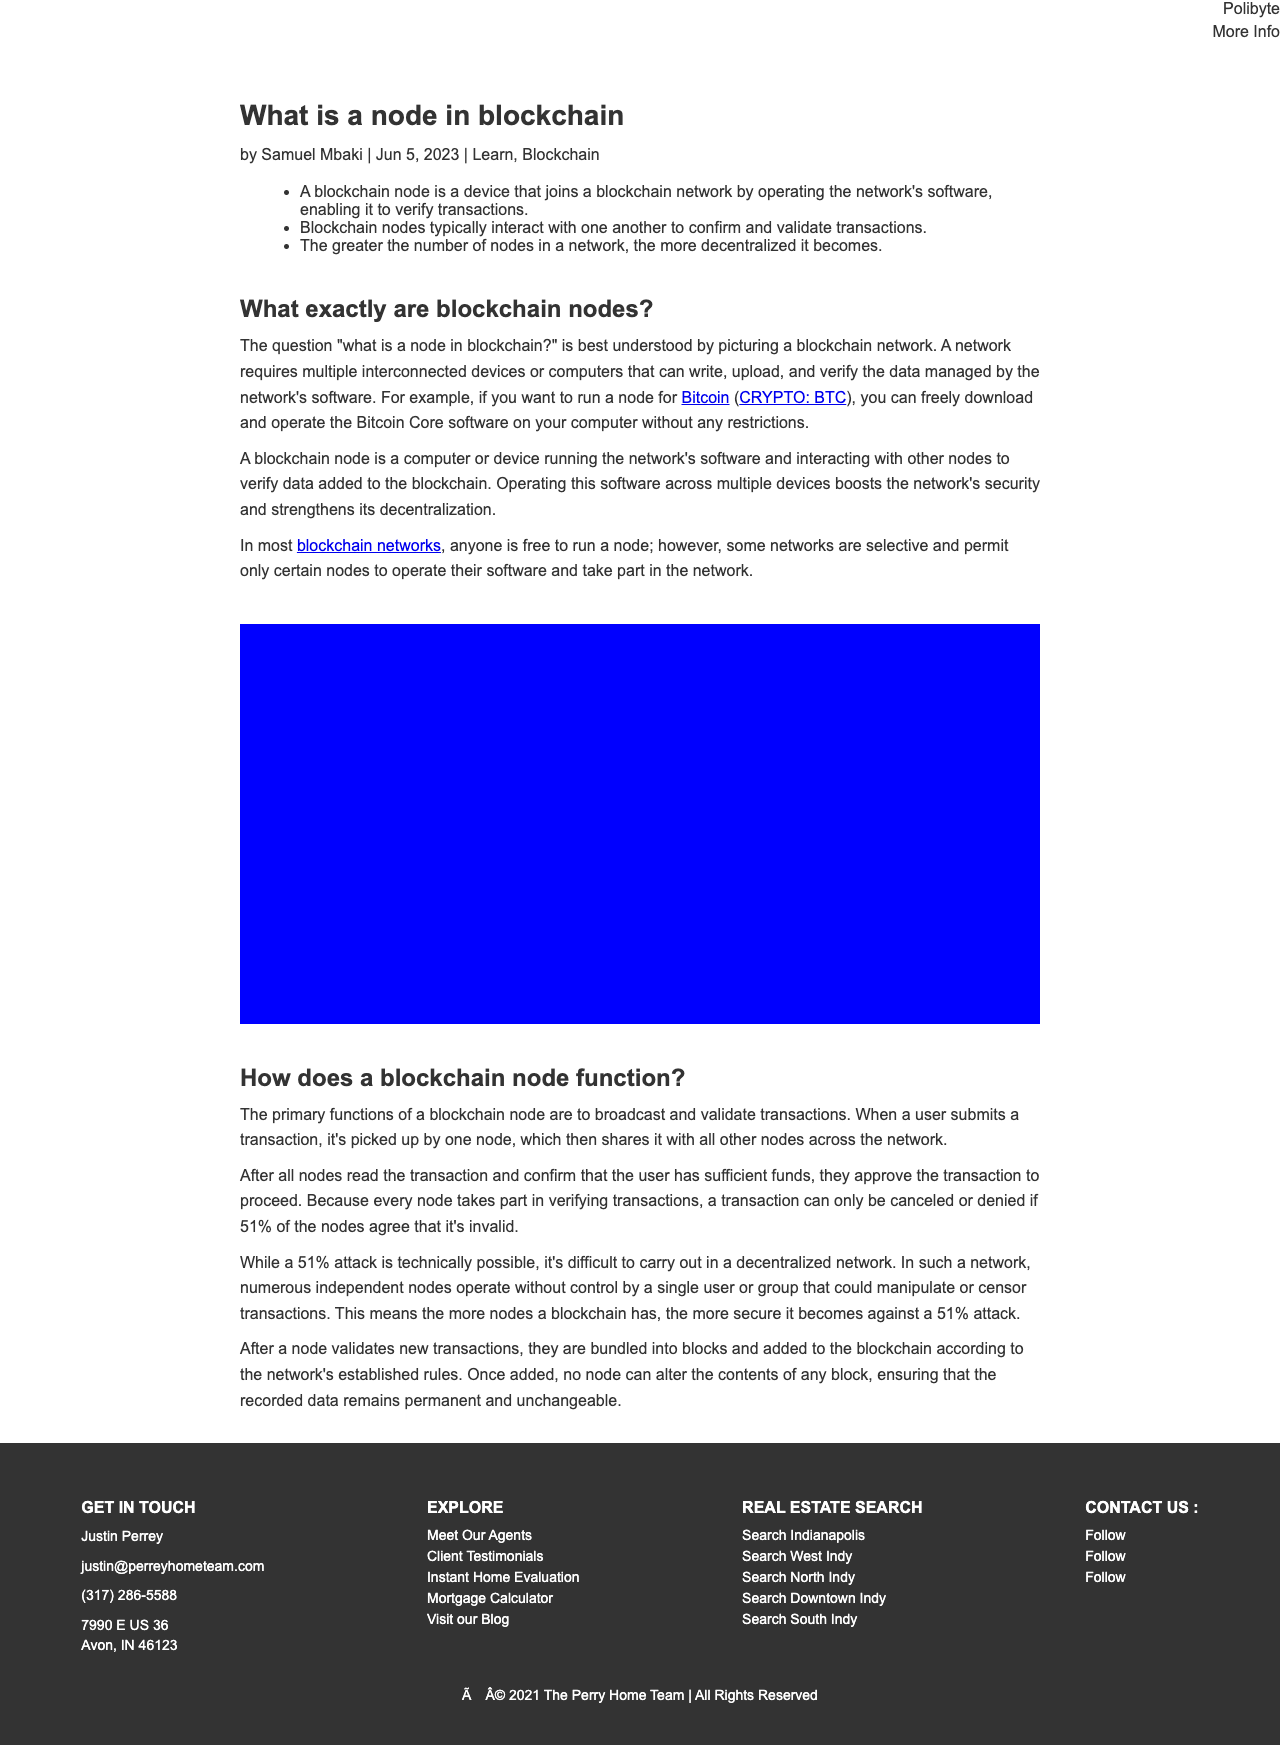 Polibyte
More Info
What is a node in blockchain
by Samuel Mbaki | Jun 5, 2023 | Learn, Blockchain
• A blockchain node is a device that joins a blockchain network by operating the network's software,
enabling it to verify transactions.
• Blockchain nodes typically interact with one another to confirm and validate transactions.
• The greater the number of nodes in a network, the more decentralized it becomes.
What exactly are blockchain nodes?
The question "what is a node in blockchain?" is best understood by picturing a blockchain network. A network
requires multiple interconnected devices or computers that can write, upload, and verify the data managed by the
network's software. For example, if you want to run a node for Bitcoin (CRYPTO: BTC), you can freely download
and operate the Bitcoin Core software on your computer without any restrictions.
A blockchain node is a computer or device running the network's software and interacting with other nodes to
verify data added to the blockchain. Operating this software across multiple devices boosts the network's security
and strengthens its decentralization.
In most blockchain networks, anyone is free to run a node; however, some networks are selective and permit
only certain nodes to operate their software and take part in the network.
How does a blockchain node function?
The primary functions of a blockchain node are to broadcast and validate transactions. When a user submits a
transaction, it's picked up by one node, which then shares it with all other nodes across the network.
After all nodes read the transaction and confirm that the user has sufficient funds, they approve the transaction to
proceed. Because every node takes part in verifying transactions, a transaction can only be canceled or denied if
51% of the nodes agree that it's invalid.
While a 51% attack is technically possible, it's difficult to carry out in a decentralized network. In such a network,
numerous independent nodes operate without control by a single user or group that could manipulate or censor
transactions. This means the more nodes a blockchain has, the more secure it becomes against a 51% attack.
After a node validates new transactions, they are bundled into blocks and added to the blockchain according to
the network's established rules. Once added, no node can alter the contents of any block, ensuring that the
recorded data remains permanent and unchangeable.
GET IN TOUCH
Justin Perrey
justin@perreyhometeam.com
(317) 286-5588
7990 E US 36
Avon, IN 46123
EXPLORE
Meet Our Agents
Client Testimonials
Instant Home Evaluation
Mortgage Calculator
Visit our Blog
REAL ESTATE SEARCH
Search Indianapolis
Search West Indy
Search North Indy
Search Downtown Indy
Search South Indy
CONTACT US :
Follow
Follow
Follow
Ã Â© 2021 The Perry Home Team | All Rights Reserved